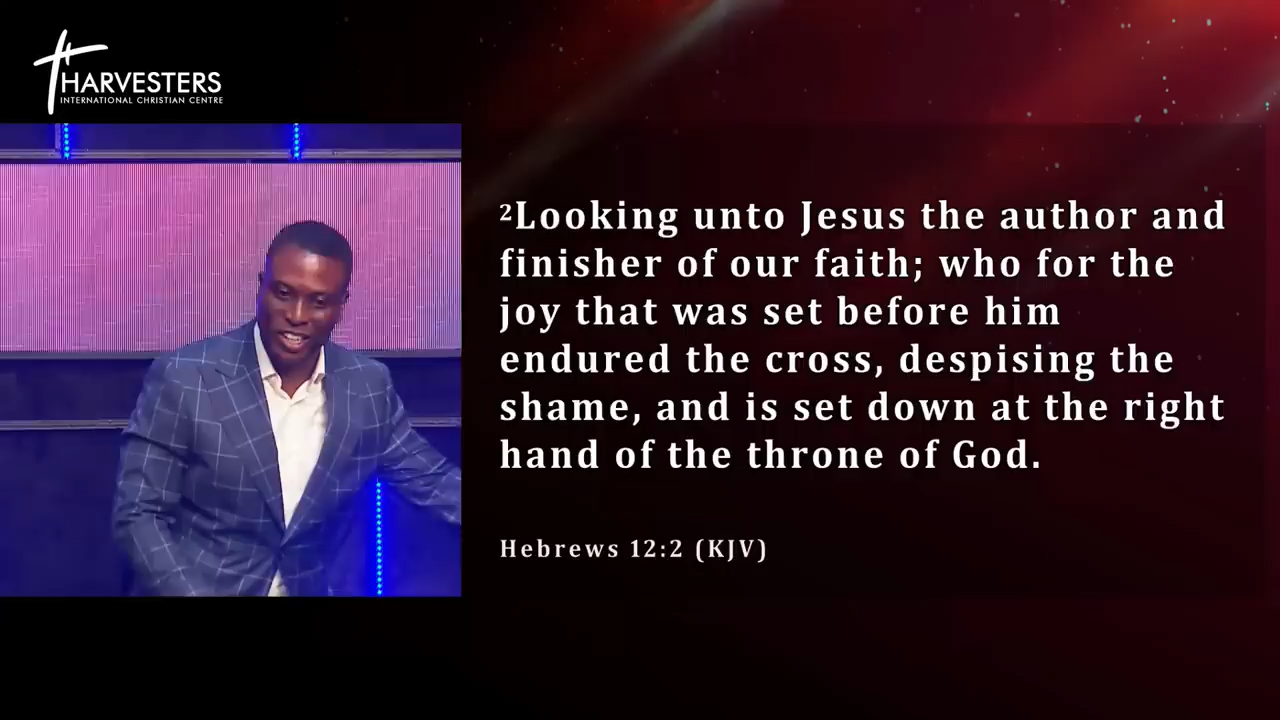 HARVESTERS
INTERNATIONAL CHRISTIAN CENTRE
²Looking unto Jesus the author and
finisher of our faith; who for the
joy that was set before him
endured the cross, despising the
shame, and is set down at the right
hand of the throne of God.
Hebrews 12:2 (KJV)